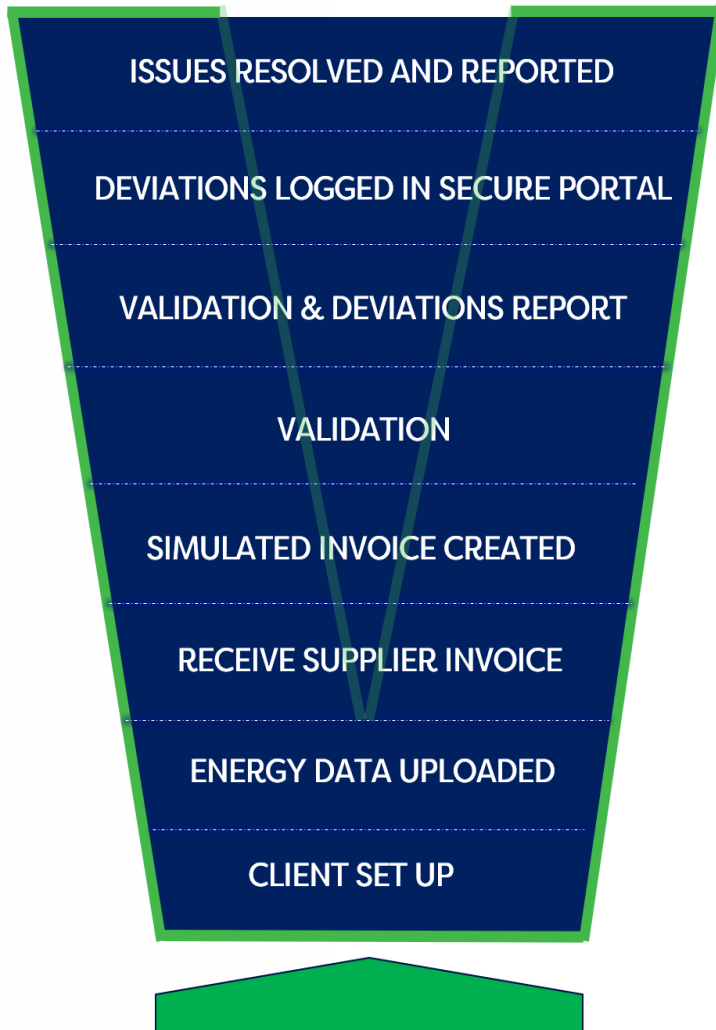 ISSUES RESOLVED AND REPORTED
DEVIATIONS LOGGED IN SECURE PORTAL
VALIDATION & DEVIATIONS REPORT
VALIDATION
SIMULATED INVOICE CREATED
RECEIVE SUPPLIER INVOICE
ENERGY DATA UPLOADED
CLIENT SET UP